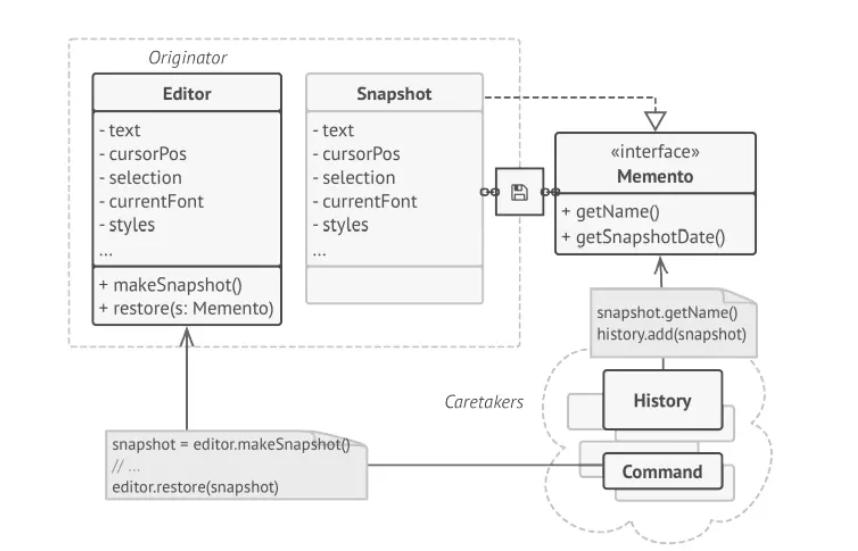 Originator
Editor
- text
- cursorPos
- selection
- currentFont
- styles
...
+ makeSnapshot()
+ restore(s: Memento)
Snapshot
- text
- cursorPos
- selection
- currentFont
- styles
...
«interface»
Memento
+ getName()
+ getSnapshotDate()
snapshot.getName()
history.add(snapshot)
Caretakers
History
Command
snapshot = editor.makeSnapshot()
// ...
editor.restore(snapshot)